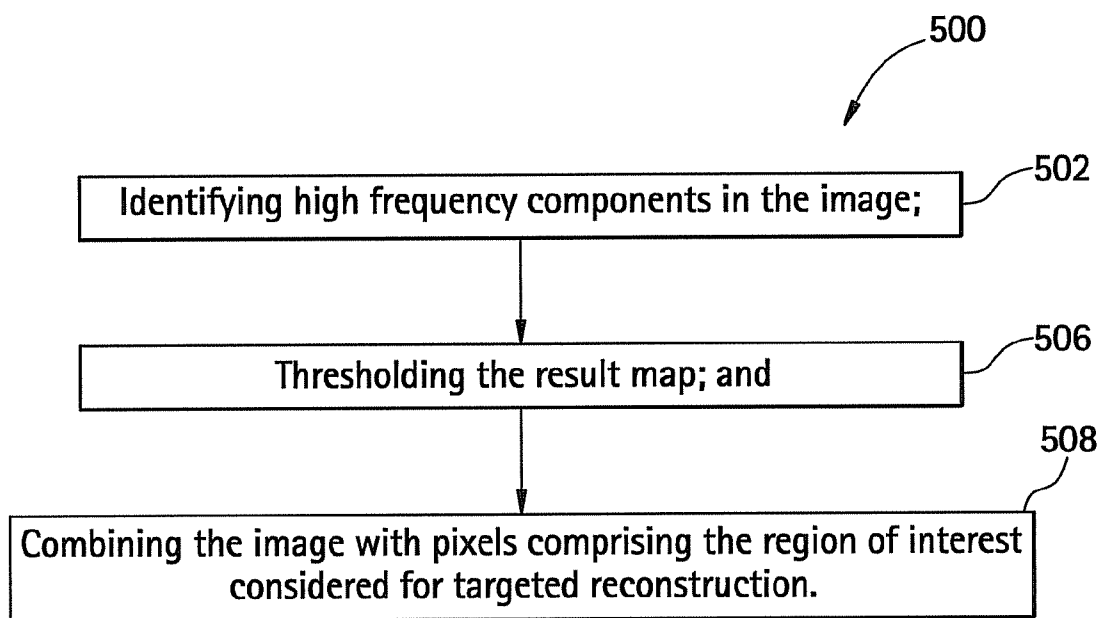 500
Identifying high frequency components in the image;
502
Thresholding the result map; and
506
508
Combining the image with pixels comprising the region of interest
considered for targeted reconstruction.